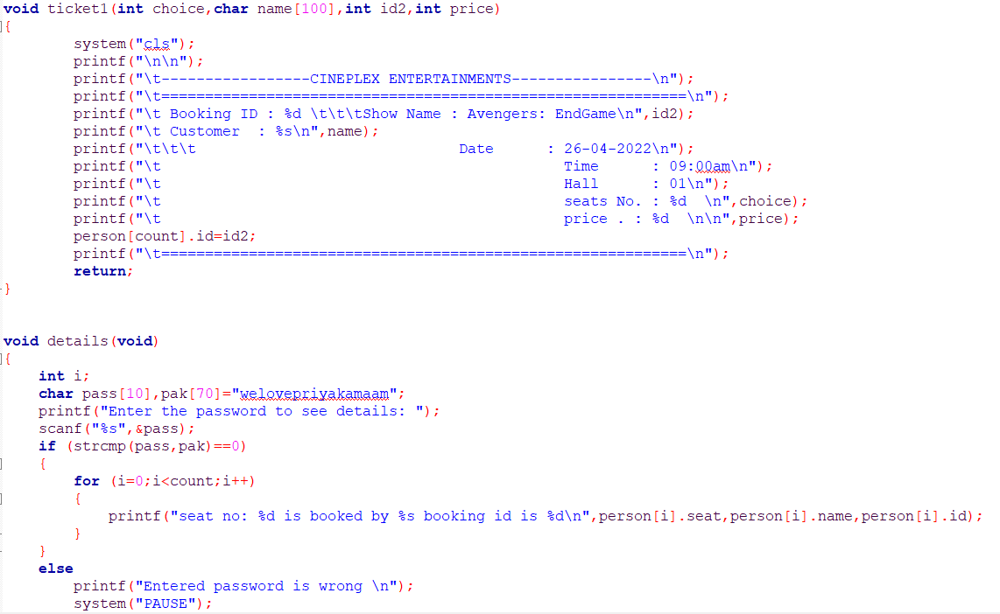 void ticket1(int choice,char name[100],int id2,int price)
{
        system("cls");
        printf("\n\n");
        printf("\t-----------------CINEPLEX ENTERTAINMENTS----------------\n");
        printf("\t============================================================\n");
        printf("\t Booking ID : %d \t\t\tShow Name : Avengers: EndGame\n",id2);
        printf("\t Customer  : %s\n",name);
        printf("\t\t\t                              Date      : 26-04-2022\n");
        printf("\t                                              Time      : 09:00am\n");
        printf("\t                                              Hall      : 01\n");
        printf("\t                                              seats No. : %d  \n",choice);
        printf("\t                                              price . : %d  \n\n",price);
        person[count].id=id2;
        printf("\t============================================================\n");
        return;
}
void details(void)
{
    int i;
    char pass[10],pak[70]="welovepriyakamaam";
    printf("Enter the password to see details: ");
    scanf("%s",&pass);
    if (strcmp(pass,pak)==0)
    {
        for (i=0;i<count;i++)
        {
            printf("seat no: %d is booked by %s booking id is %d\n",person[i].seat,person[i].name,person[i].id);
        }
    }
    else
        printf("Entered password is wrong \n");
        system("PAUSE");